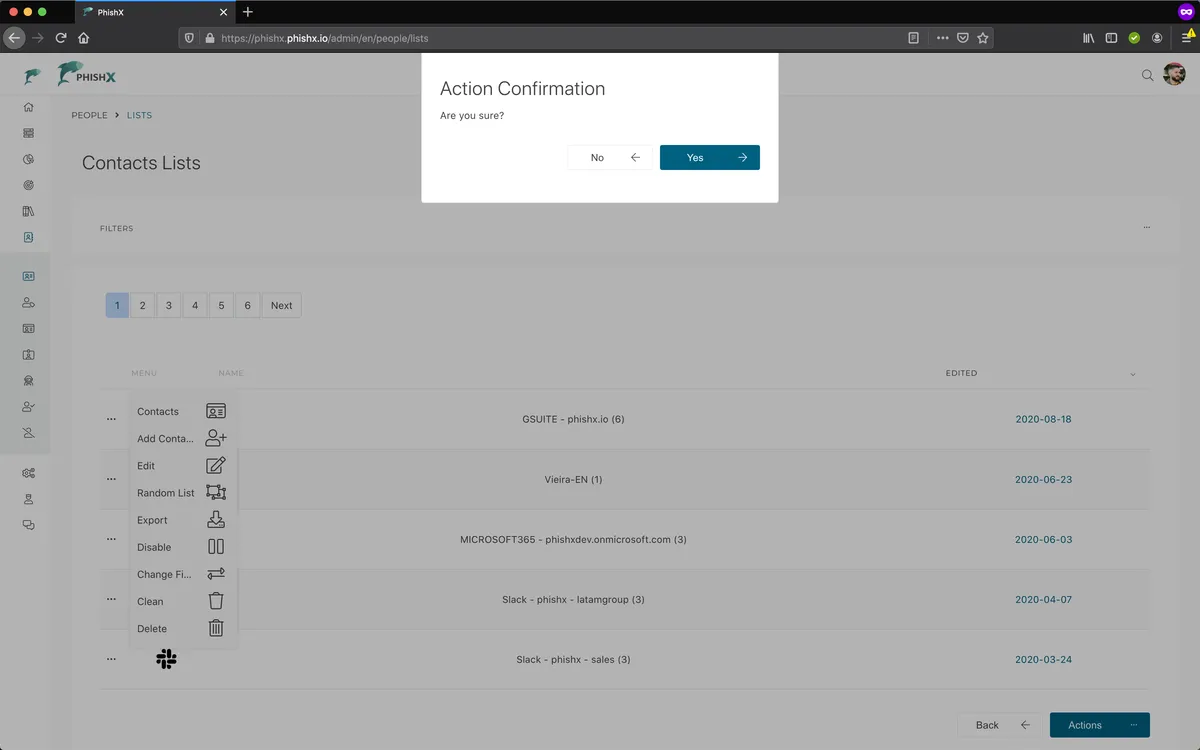 PhishX
https://phishx.phishx.io/admin/en/people/lists
PHISHX
Action Confirmation
Are you sure?
No
Yes
PEOPLE > LISTS
Contacts Lists
FILTERS
1 2 3 4 5 6 Next
MENU NAME EDITED
GSUITE - phishx.io (6) 2020-08-18
Vieira-EN (1) 2020-06-23
MICROSOFT365 - phishxdev.onmicrosoft.com (3) 2020-06-03
Slack - phishx - latamgroup (3) 2020-04-07
Slack - phishx - sales (3) 2020-03-24
Contacts
Add Conta...
Edit
Random List
Export
Disable
Change Fi...
Clean
Delete
Back
Actions